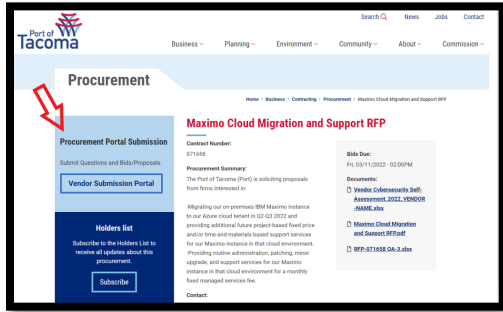 Search News Jobs Contact
Port of
Tacoma
Business Planning Environment Community About Commission
Procurement
Home > Business > Contracting > Procurement > Maximo Cloud Migration and Support RFP
Procurement Portal Submission
Submit Questions and Bids/Proposals
Vendor Submission Portal
Holders list
Subscribe to the Holders List to
receive all updates about this
procurement.
Subscribe
Maximo Cloud Migration and Support RFP
Contract Number:
071658
Procurement Summary:
The Port of Tacoma (Port) is soliciting proposals
from firms interested in:
-Migrating our on-premises IBM Maximo instance
to our Azure cloud tenant in Q2-Q3 2022 and
providing additional future project-based fixed price
and/or time-and-materials based support services
for our Maximo instance in that cloud environment.
-Providing routine administration, patching, minor
upgrade, and support services for our Maximo
instance in that cloud environment for a monthly
fixed managed services fee.
Contact:
Bids Due:
Fri, 03/11/2022 - 02:00PM
Documents:
Vendor Cybersecurity Self-
Assessment_2022_VENDOR
-NAME.xlsx
Maximo Cloud Migration
and Support RFP.pdf
RFP-071658 QA-3.xlsx